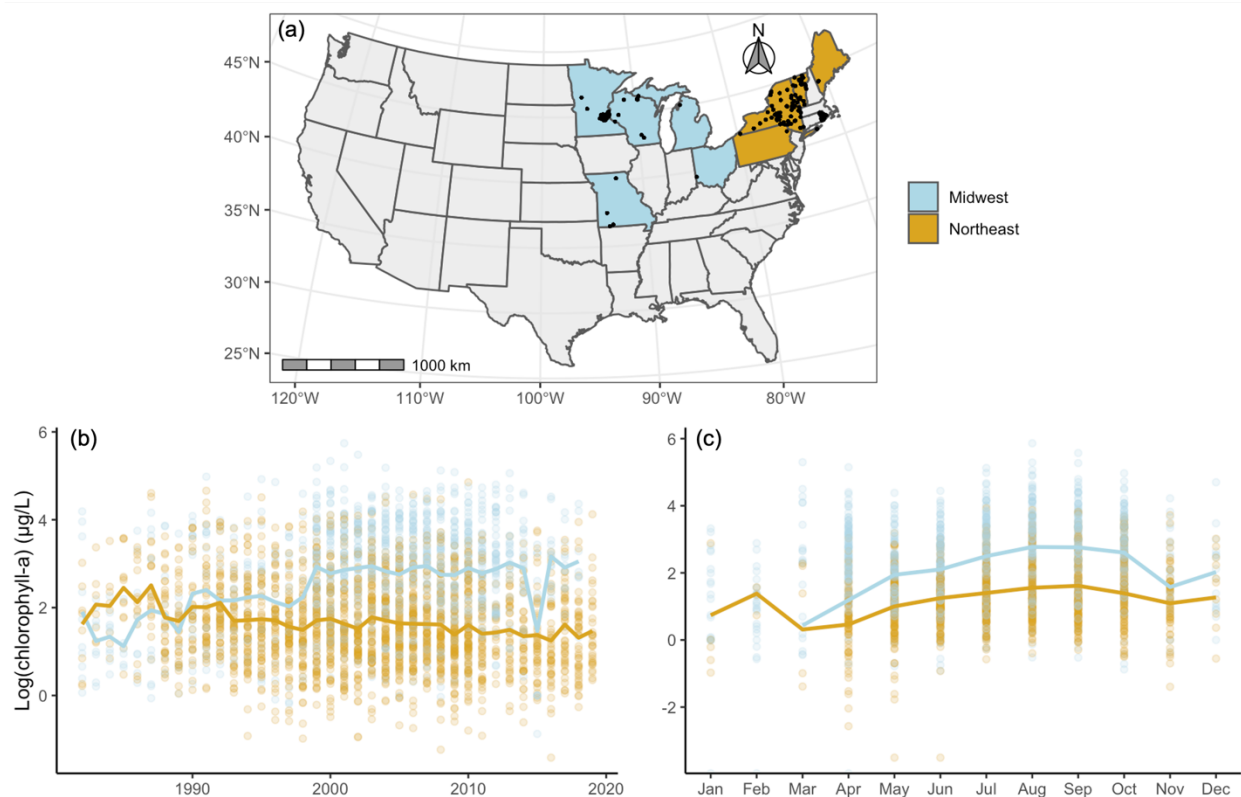 (a)
N
45°N
40°N
35°N
30°N
25°N
1000 km
120°W 110°W 100°W 90°W 80°W
Midwest
Northeast
(b)
Log(chlorophyll-a) (µg/L)
6
4
2
0
1990 2000 2010 2020
(c)
6
4
2
0
-2
Jan Feb Mar Apr May Jun Jul Aug Sep Oct Nov Dec